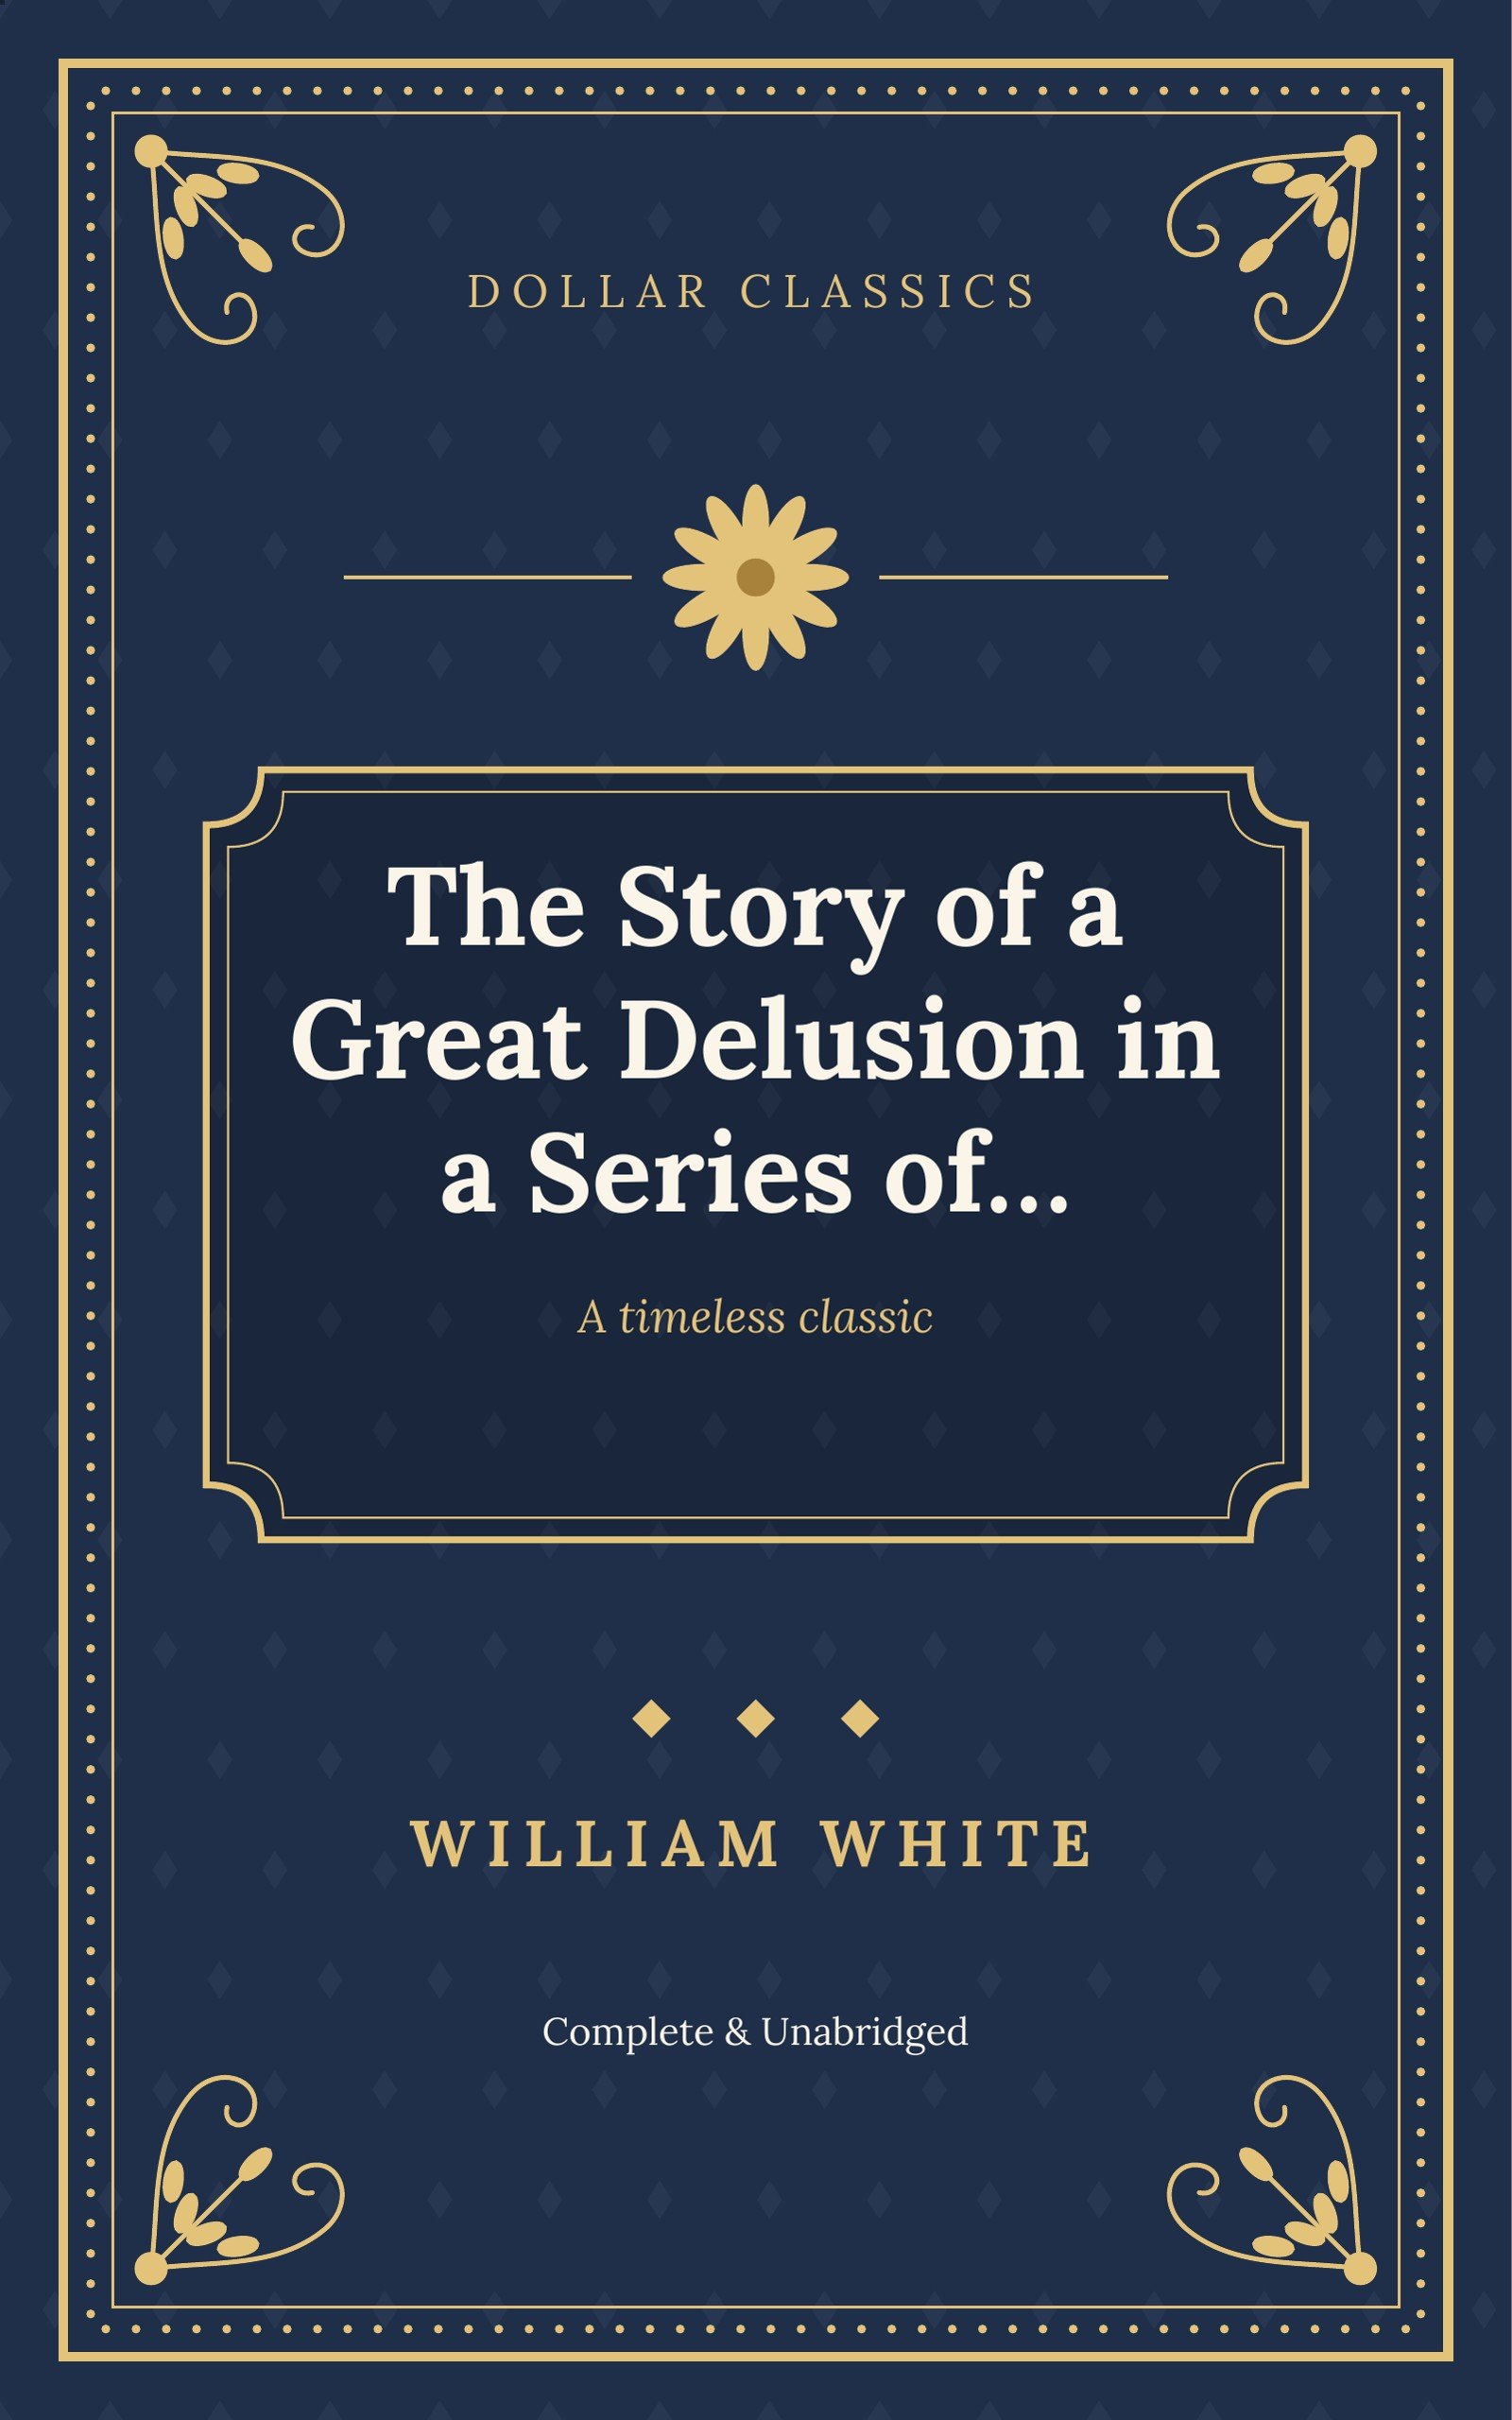 DOLLAR CLASSICS
The Story of a
Great Delusion in
a Series of...
A timeless classic
WILLIAM WHITE
Complete & Unabridged